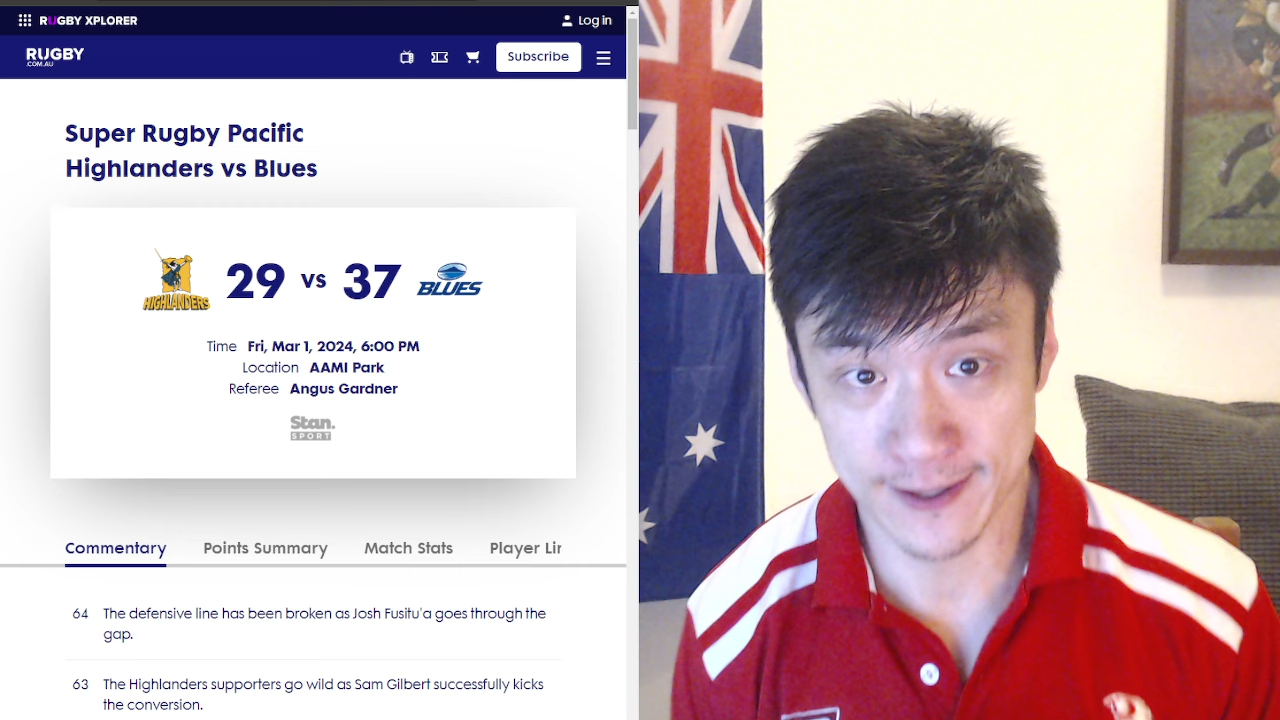 RUGBY XPLORER
Log in
RUGBY
.COM.AU
Subscribe
Super Rugby Pacific
Highlanders vs Blues
HIGHLANDERS
29 vs 37
BLUES
Time Fri, Mar 1, 2024, 6:00 PM
Location AAMI Park
Referee Angus Gardner
Stan.
SPORT
Commentary
Points Summary
Match Stats
Player Lin
64 The defensive line has been broken as Josh Fusitu'a goes through the
gap.
63 The Highlanders supporters go wild as Sam Gilbert successfully kicks
the conversion.